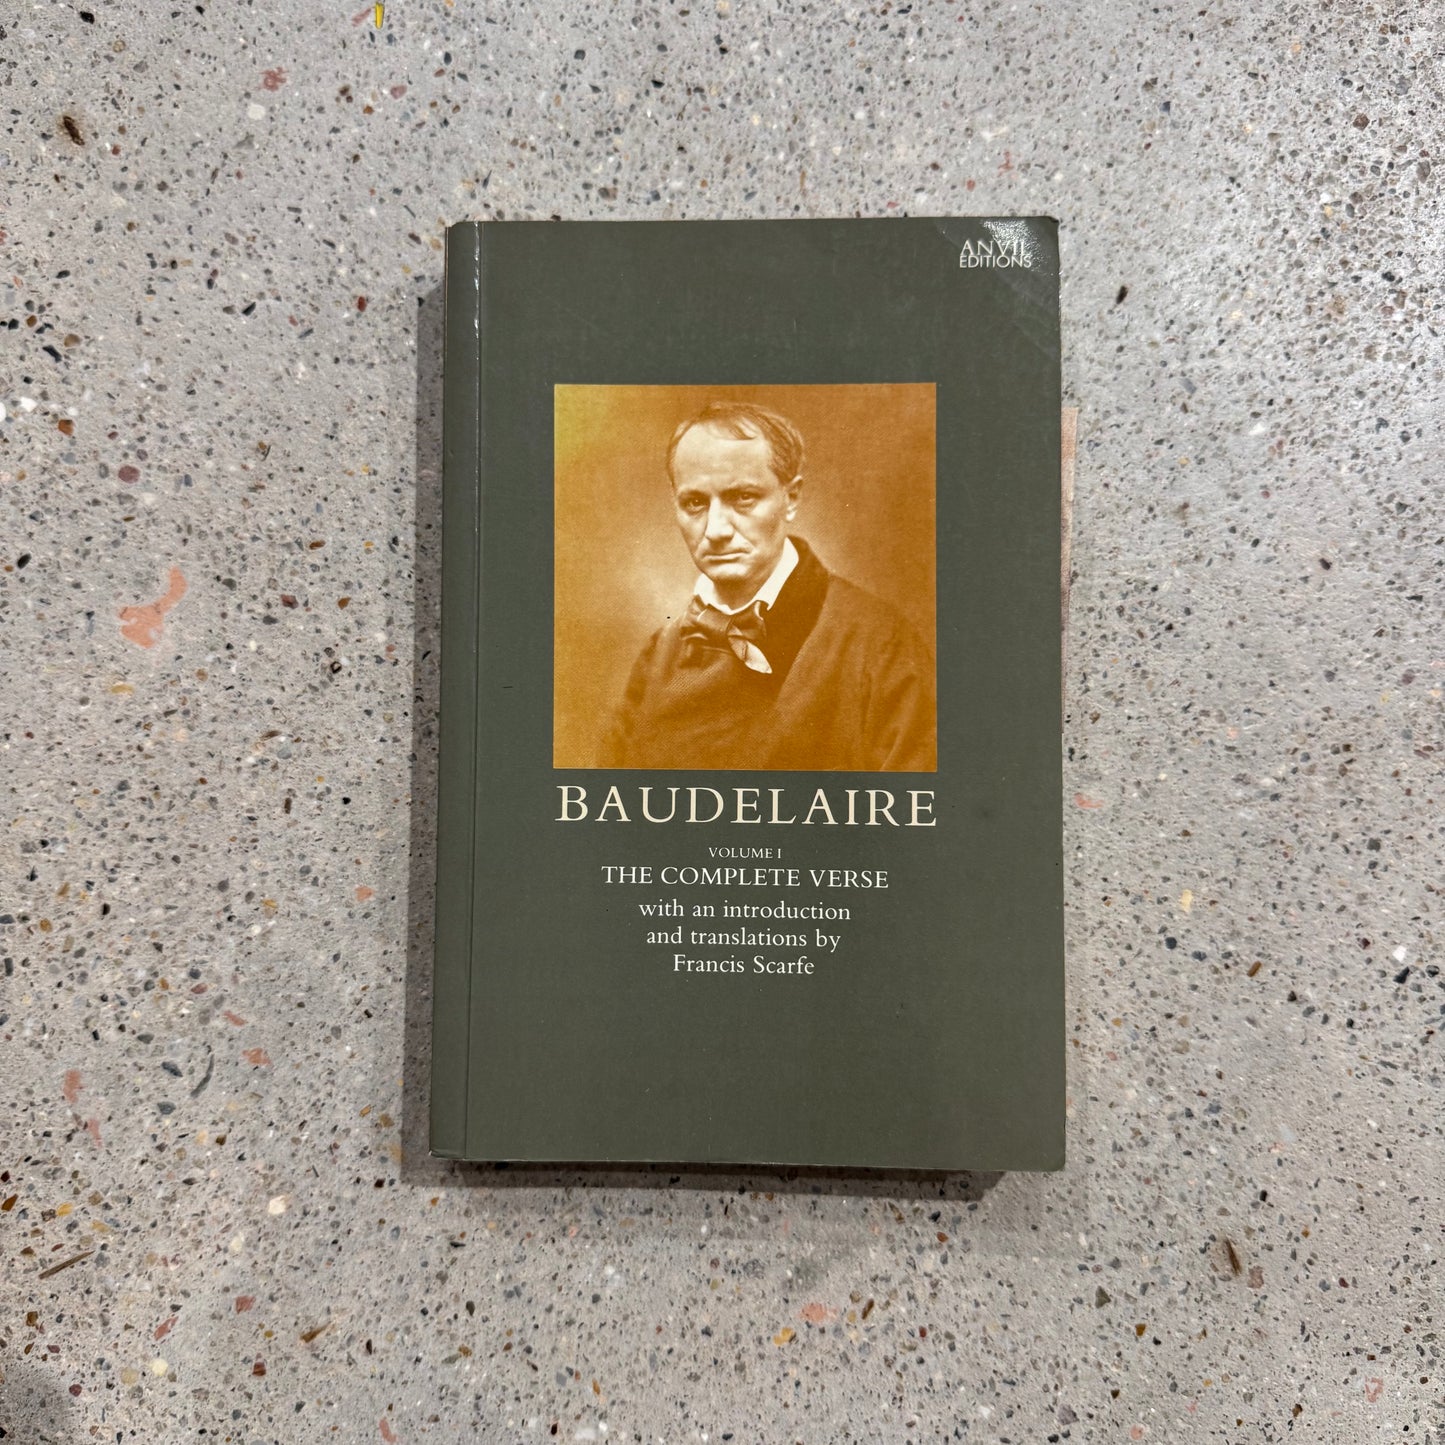 ANVIL
EDITIONS
BAUDELAIRE
VOLUME I
THE COMPLETE VERSE
with an introduction
and translations by
Francis Scarfe